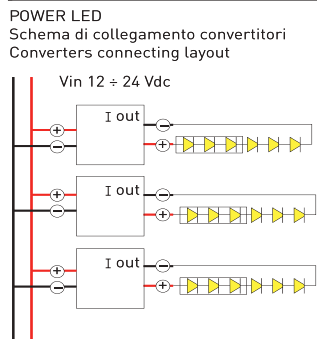 POWER LED
Schema di collegamento convertitori
Converters connecting layout
Vin 12 ÷ 24 Vdc
I out
+
−
−
+
I out
+
−
−
+
I out
+
−
−
+